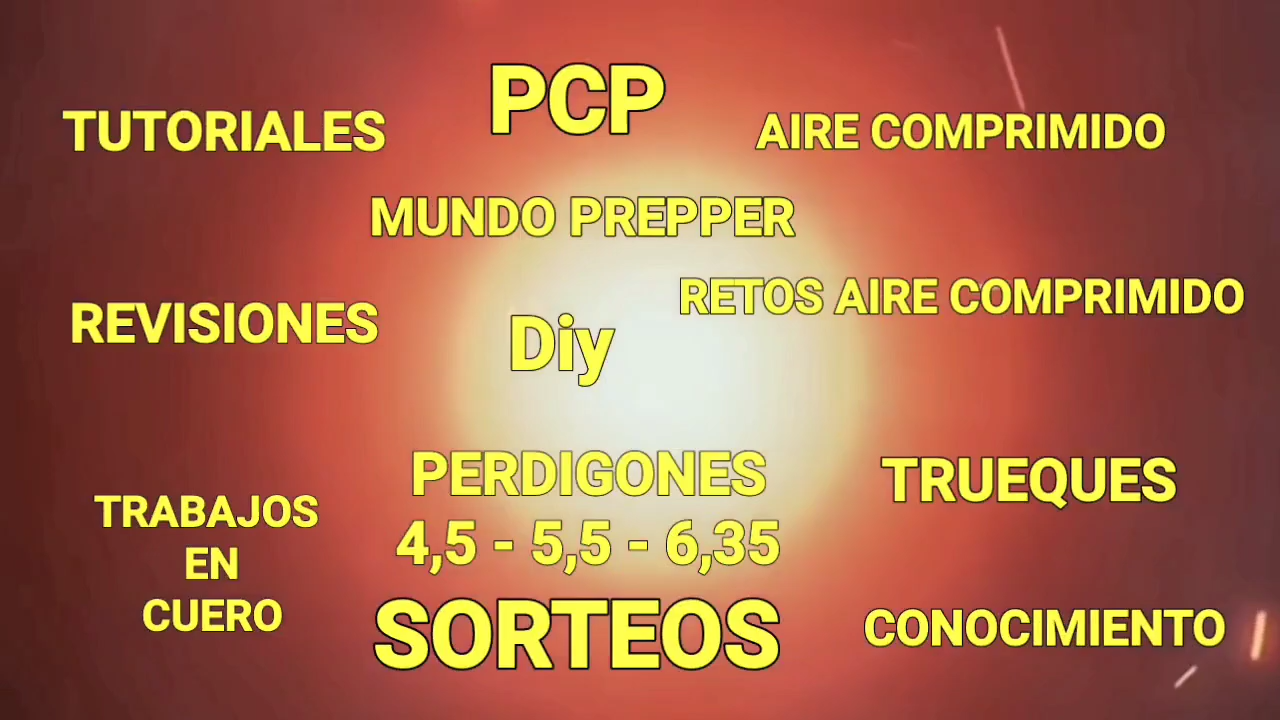 PCP
TUTORIALES
AIRE COMPRIMIDO
MUNDO PREPPER
RETOS AIRE COMPRIMIDO
REVISIONES
Diy
PERDIGONES
4,5 - 5,5 - 6,35
TRUEQUES
TRABAJOS
EN
CUERO
SORTEOS
CONOCIMIENTO